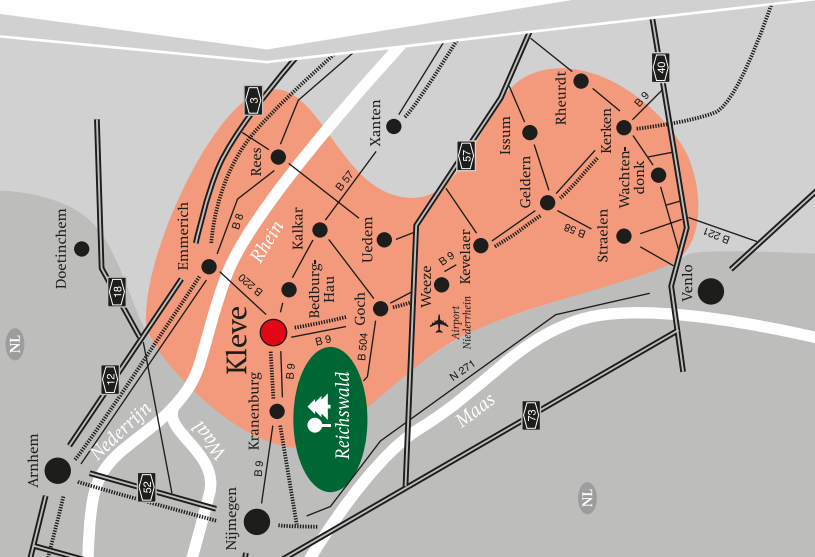 Arnhem
Nijmegen
Nederrijn
Waal
52
12
18
NL
Doetinchem
Emmerich
B 8
Rees
3
Rhein
B 220
Kleve
Kranenburg
B 9
B 9
Reichswald
Bedburg-
Hau
Kalkar
B 57
Xanten
Uedem
Goch
B 9
B 504
Weeze
Airport
Niederrhein
B 9
Kevelaer
57
Issum
Geldern
B 58
Straelen
Rheurdt
Kerken
B 9
40
Wachten-
donk
B 221
Venlo
N 271
Maas
73
NL